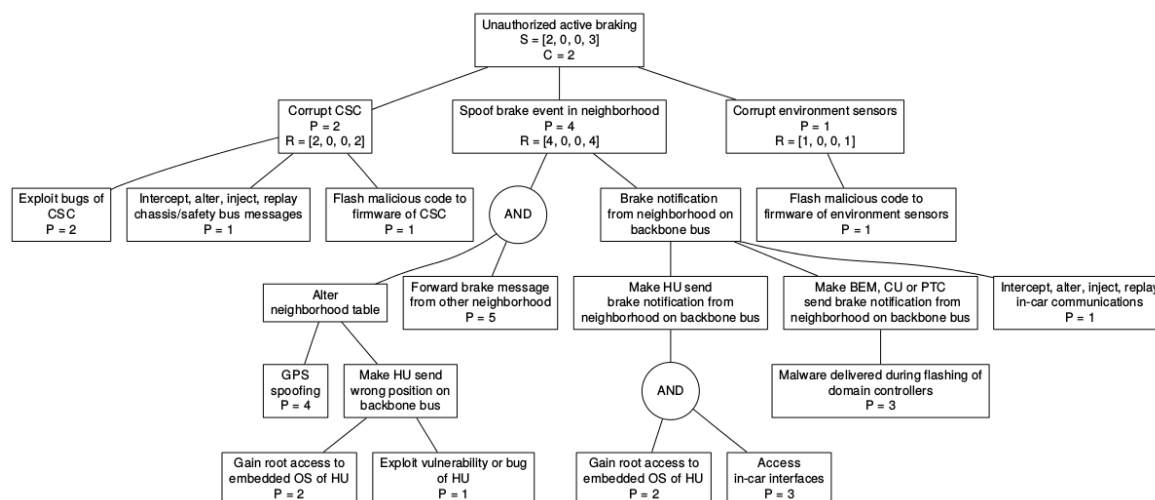 Unauthorized active braking
S = [2, 0, 0, 3]
C = 2
Corrupt CSC
P = 2
R = [2, 0, 0, 2]
Spoof brake event in neighborhood
P = 4
R = [4, 0, 0, 4]
Corrupt environment sensors
P = 1
R = [1, 0, 0, 1]
Exploit bugs of
CSC
P = 2
Intercept, alter, inject, replay
chassis/safety bus messages
P = 1
Flash malicious code to
firmware of CSC
P = 1
AND
Brake notification
from neighborhood on
backbone bus
Flash malicious code to
firmware of environment sensors
P = 1
Alter
neighborhood table
Forward brake message
from other neighborhood
P = 5
Make HU send
brake notification from
neighborhood on backbone bus
Make BEM, CU or PTC
send brake notification from
neighborhood on backbone bus
Intercept, alter, inject, replay
in-car communications
P = 1
GPS
spoofing
P = 4
Make HU send
wrong position on
backbone bus
AND
Malware delivered during flashing of
domain controllers
P = 3
Gain root access to
embedded OS of HU
P = 2
Exploit vulnerability or bug
of HU
P = 1
Gain root access to
embedded OS of HU
P = 2
Access
in-car interfaces
P = 3